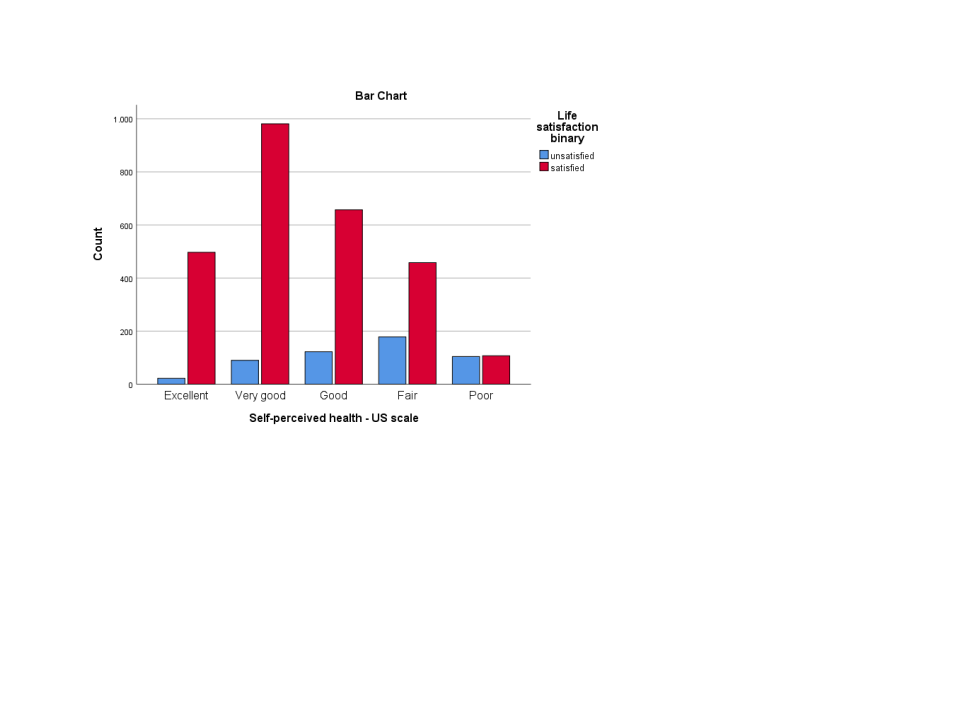 Bar Chart
Life
satisfaction
binary
unsatisfied
satisfied
Count
1.000
800
600
400
200
0
Excellent
Very good
Good
Fair
Poor
Self-perceived health - US scale